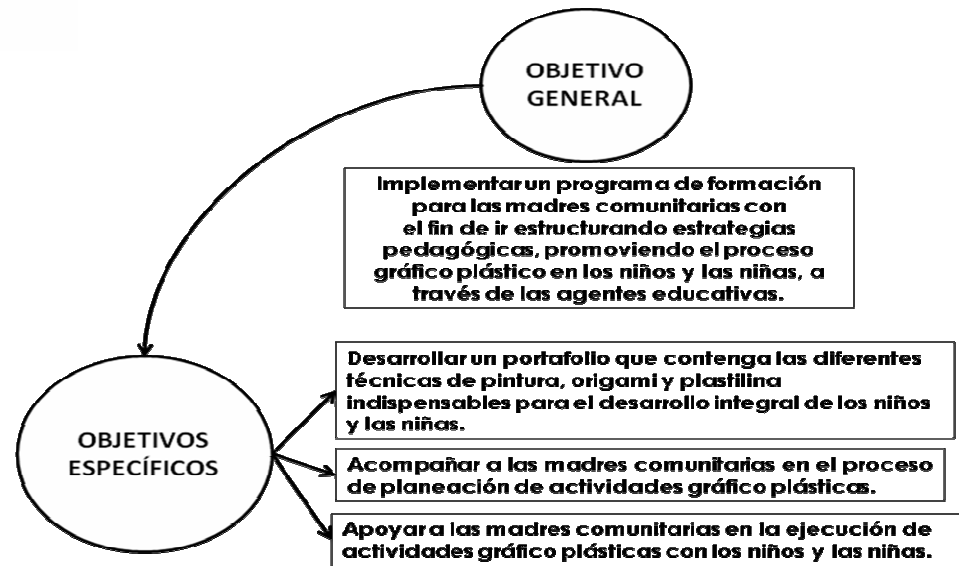 OBJETIVO
GENERAL
Implementar un programa de formación
para las madres comunitarias con
el fin de ir estructurando estrategias
pedagógicas, promoviendo el proceso
gráfico plástico en los niños y las niñas, a
través de las agentes educativas.
OBJETIVOS
ESPECÍFICOS
Desarrollar un portafolio que contenga las diferentes
técnicas de pintura, origami y plastilina
indispensables para el desarrollo integral de los niños
y las niñas.
Acompañar a las madres comunitarias en el proceso
de planeación de actividades gráfico plásticas.
Apoyar a las madres comunitarias en la ejecución de
actividades gráfico plásticas con los niños y las niñas.